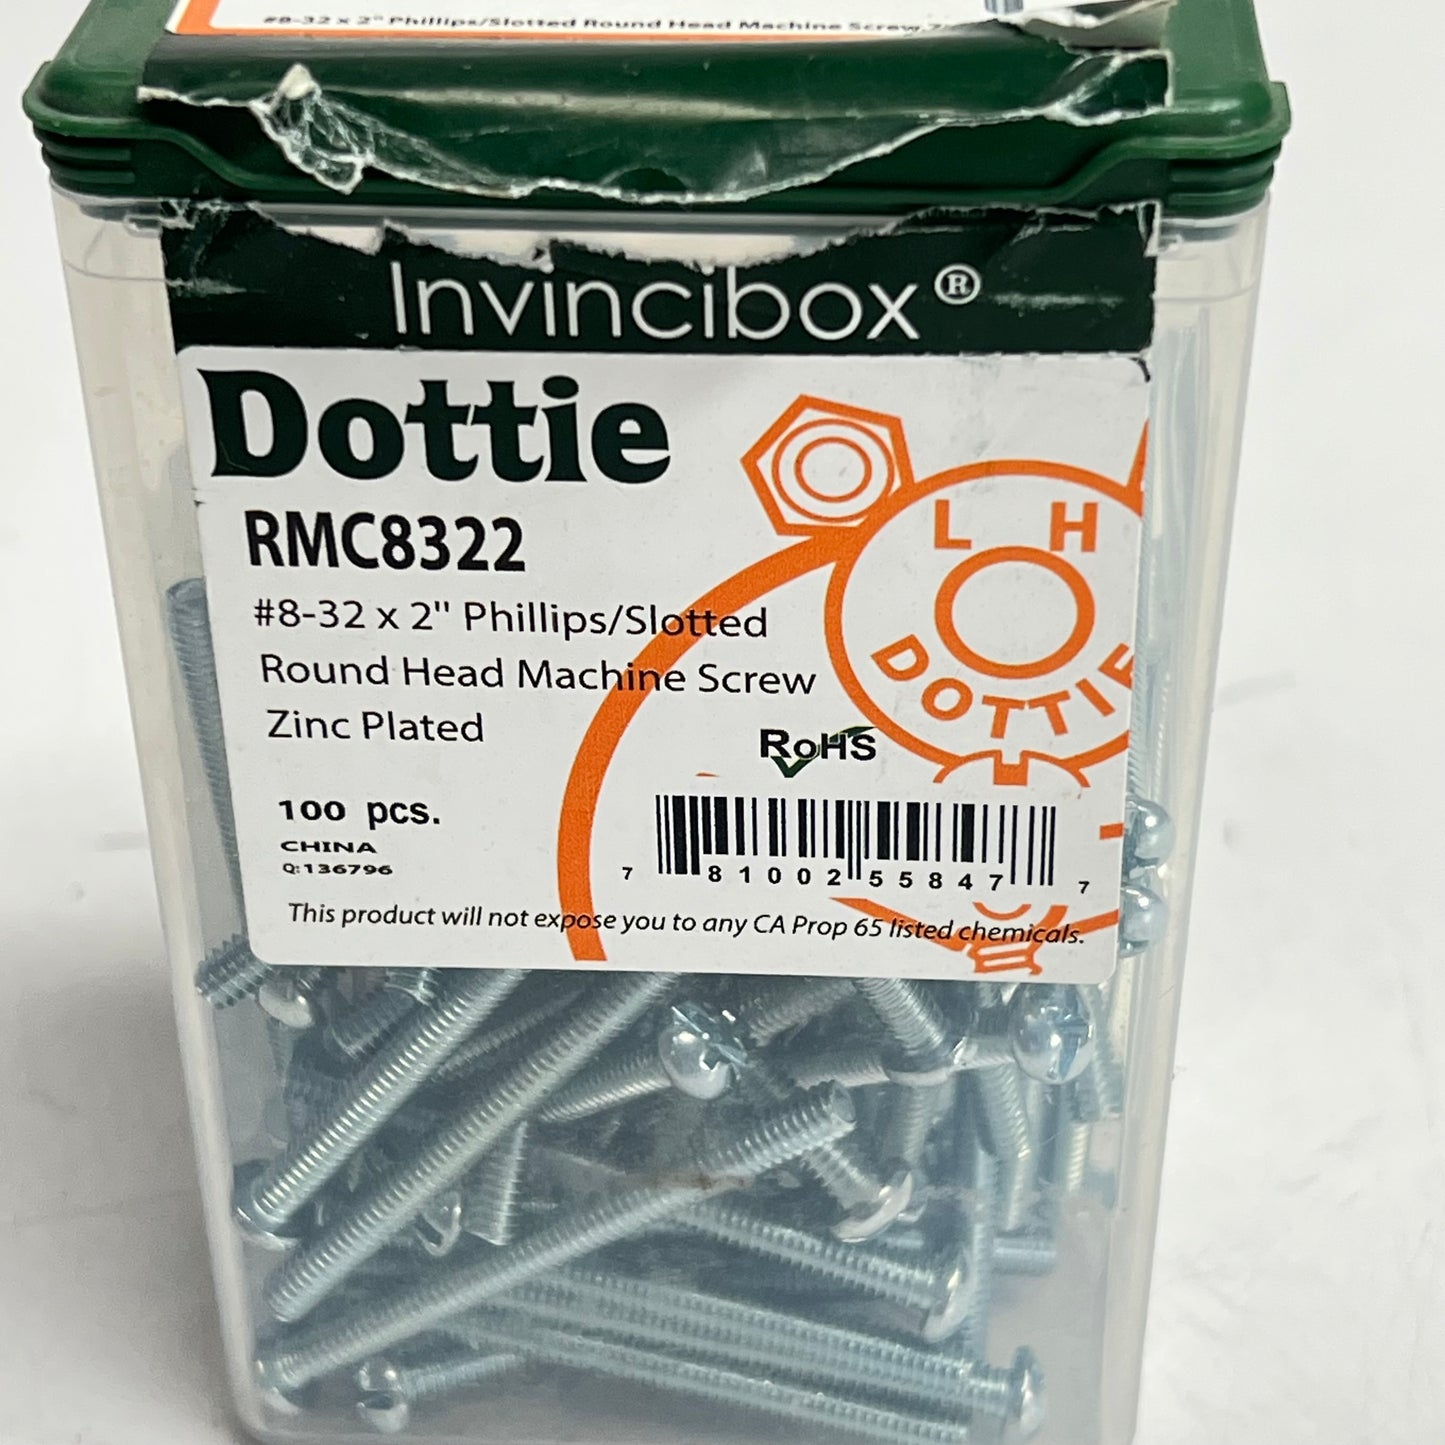 #8-32 x 2" Phillips/Slotted Round Head Machine Screw,
Invincibox®
Dottie
RMC8322
#8-32 x 2" Phillips/Slotted
Round Head Machine Screw
Zinc Plated
L H
DOTTIE
RoHS
100 pcs.
CHINA
Q:136796
7 81002 55847 7
This product will not expose you to any CA Prop 65 listed chemicals.